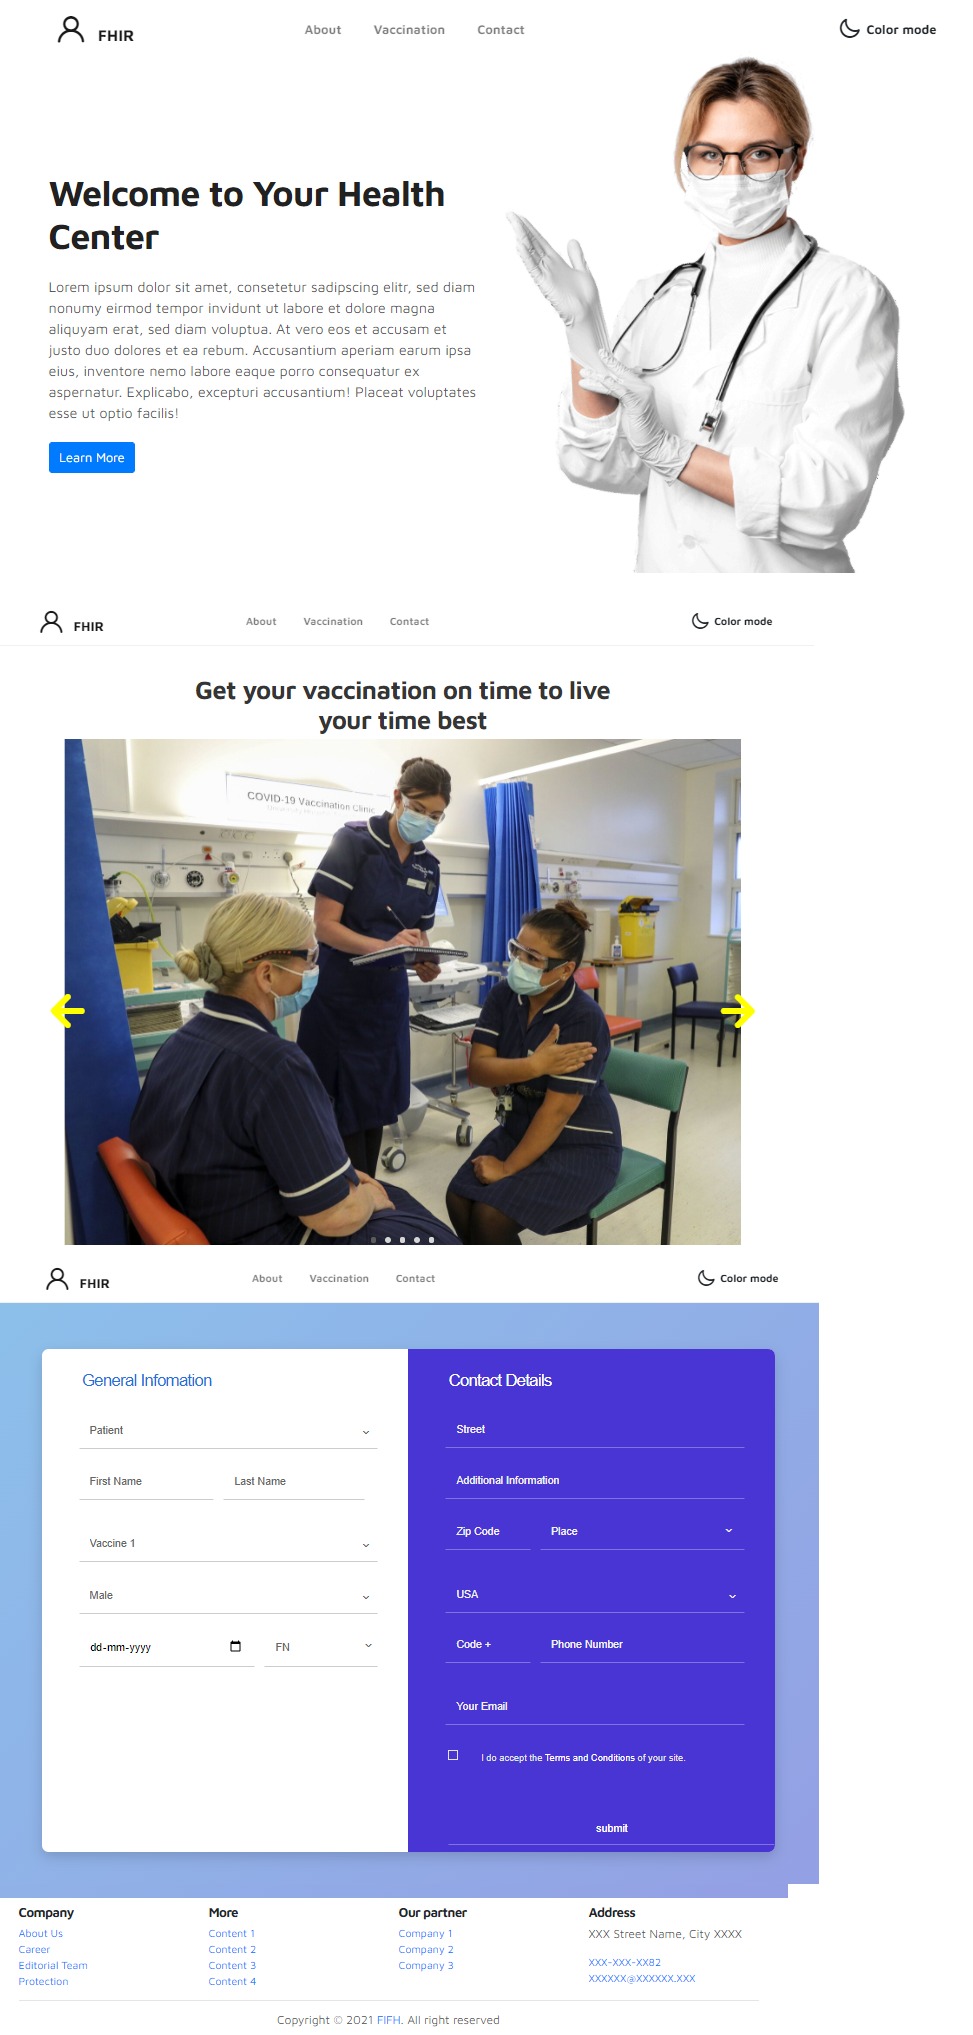 FHIR
About Vaccination Contact
Color mode
Welcome to Your Health
Center
Lorem ipsum dolor sit amet, consetetur sadipscing elitr, sed diam
nonumy eirmod tempor invidunt ut labore et dolore magna
aliquyam erat, sed diam voluptua. At vero eos et accusam et
justo duo dolores et ea rebum. Accusantium aperiam earum ipsa
eius, inventore nemo labore eaque porro consequatur ex
aspernatur. Explicabo, excepturi accusantium! Placeat voluptates
esse ut optio facilis!
Learn More
FHIR
About Vaccination Contact
Color mode
Get your vaccination on time to live
your time best
COVID-19 Vaccination Clinic
FHIR
About Vaccination Contact
Color mode
General Infomation
Patient
First Name Last Name
Vaccine 1
Male
dd-mm-yyyy FN
Contact Details
Street
Additional Information
Zip Code Place
USA
Code + Phone Number
Your Email
I do accept the Terms and Conditions of your site.
submit
Company
About Us
Career
Editorial Team
Protection
More
Content 1
Content 2
Content 3
Content 4
Our partner
Company 1
Company 2
Company 3
Address
XXX Street Name, City XXXX
XXX-XXX-XX82
XXXXXX@XXXXXX.XXX
Copyright © 2021 FIFH. All right reserved